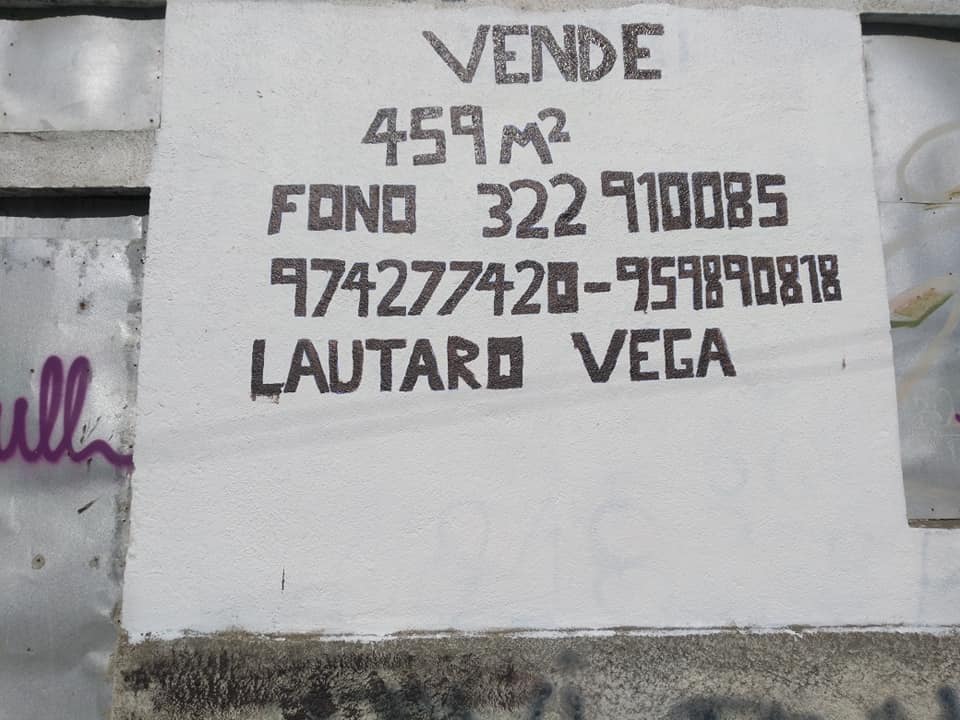 VENDE
459 m²
FONO 322 910085
974277420-959890818
LAUTARO VEGA